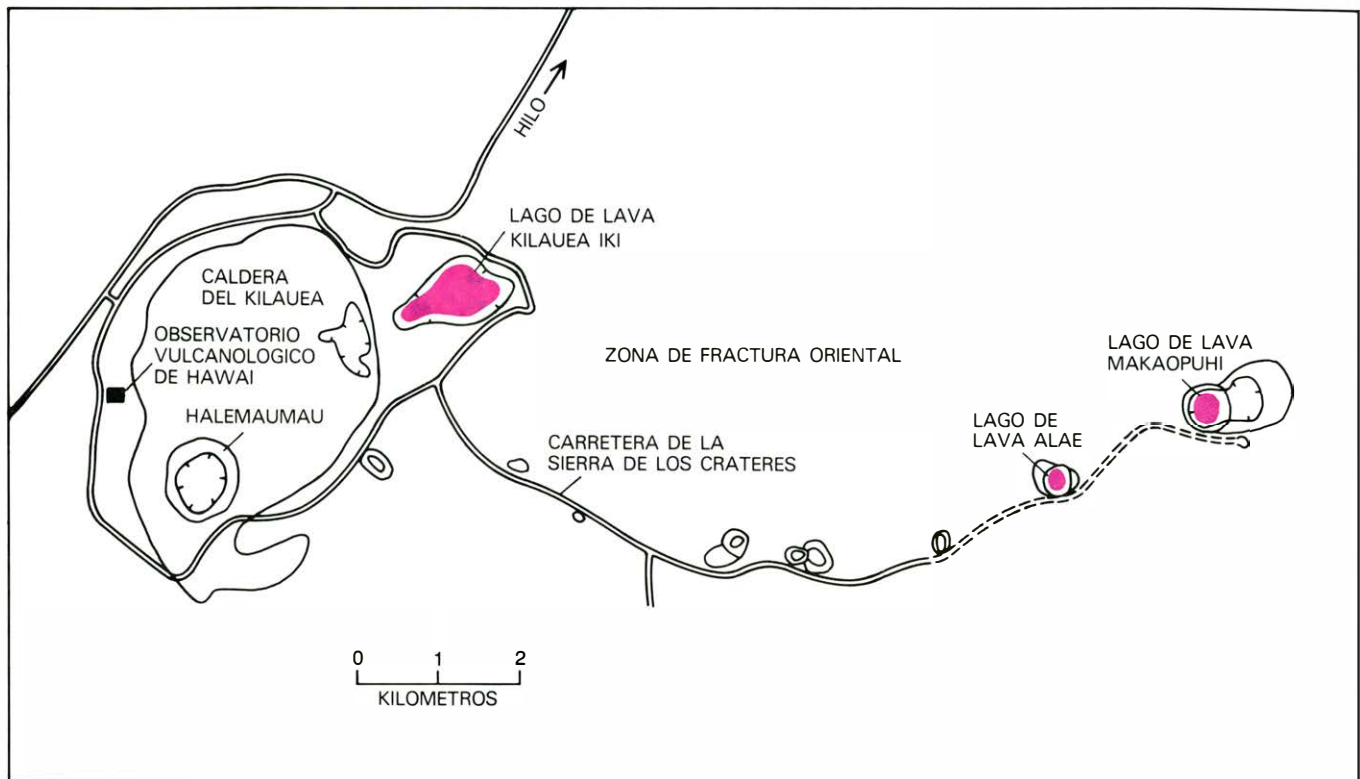 HILO
LAGO DE LAVA
KILAUEA IKI
CALDERA
DEL KILAUEA
OBSERVATORIO
VULCANOLOGICO
DE HAWAI
HALEMAUMAU
ZONA DE FRACTURA ORIENTAL
LAGO DE LAVA
MAKAOPUHI
LAGO DE
LAVA ALAE
CARRETERA DE LA
SIERRA DE LOS CRATERES
0 1 2
KILOMETROS